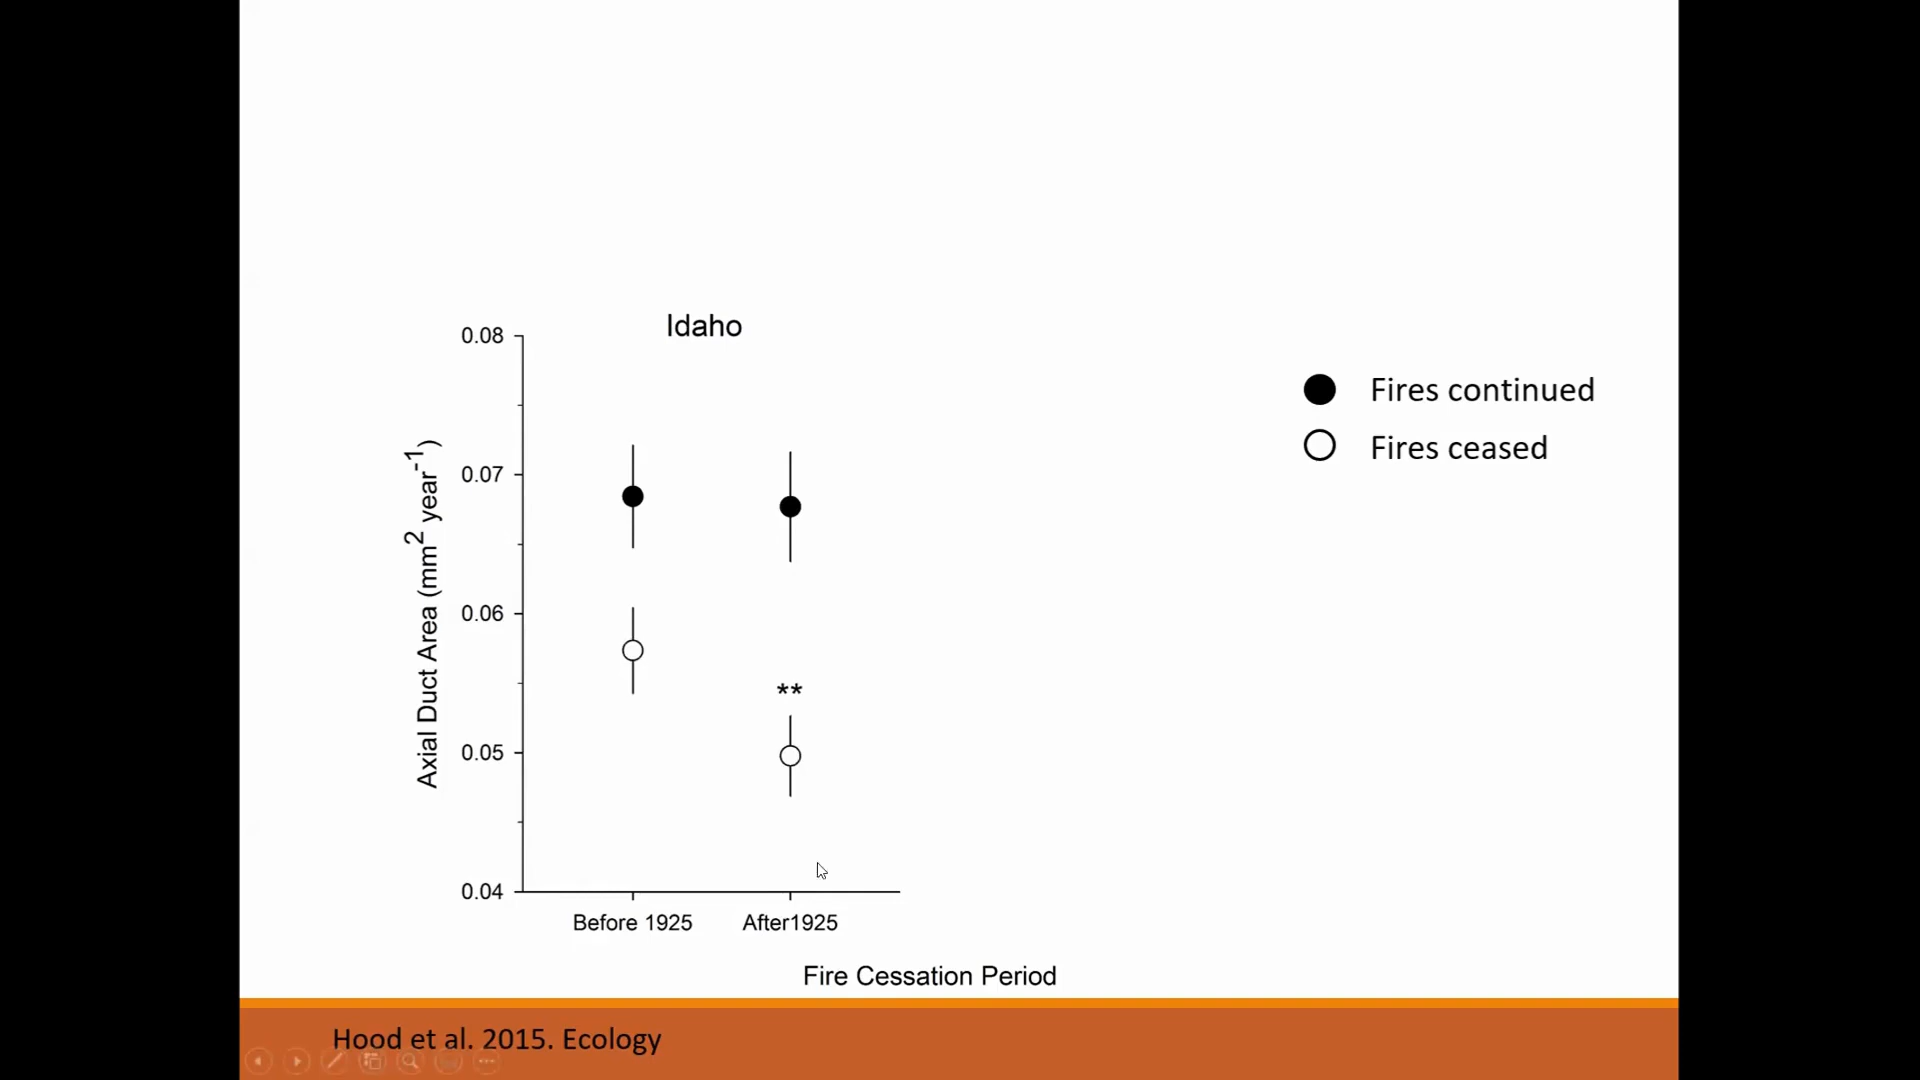 Idaho
0.08
0.07
0.06
0.05
0.04
Axial Duct Area (mm² year⁻¹)
**
Before 1925
After1925
Fire Cessation Period
Fires continued
Fires ceased
Hood et al. 2015. Ecology